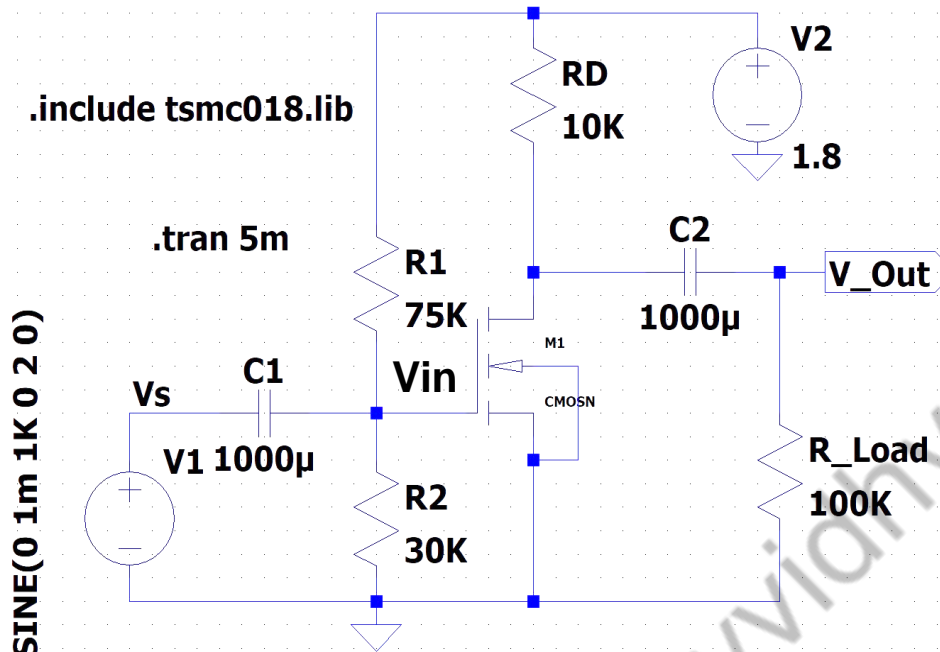 V2
RD
.include tsmc018.lib
10K
1.8
.tran 5m
C2
R1
V_Out
75K
1000µ
M1
SINE(0 1m 1K 0 2 0)
Vs
C1
Vin
CMOSN
V1
1000µ
R_Load
R2
100K
30K